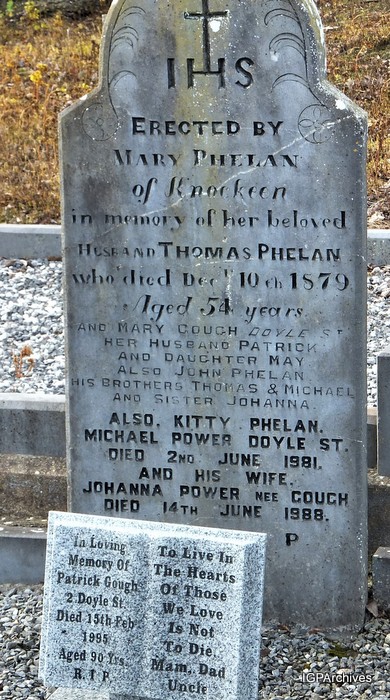 IHS
ERECTED BY
MARY PHELAN
of Knockeen
in memory of her beloved
HUSBAND THOMAS PHELAN
who died Decr 10th 1879
Aged 54 years.
AND MARY GOUGH DOYLE ST
HER HUSBAND PATRICK
AND DAUGHTER MAY
ALSO JOHN PHELAN
HIS BROTHERS THOMAS & MICHAEL
AND SISTER JOHANNA.
ALSO, KITTY PHELAN.
MICHAEL POWER DOYLE ST.
DIED 2ND JUNE 1981.
AND HIS WIFE.
JOHANNA POWER NEE GOUGH
DIED 14TH JUNE 1988.
P
In Loving
Memory Of
Patrick Gough
2 Doyle St.
Died 15th Feb
1995
Aged 90 Yrs.
R.I.P.
To Live In
The Hearts
Of Those
We Love
Is Not
To Die.
Mam, Dad
Uncle
IGPArchives